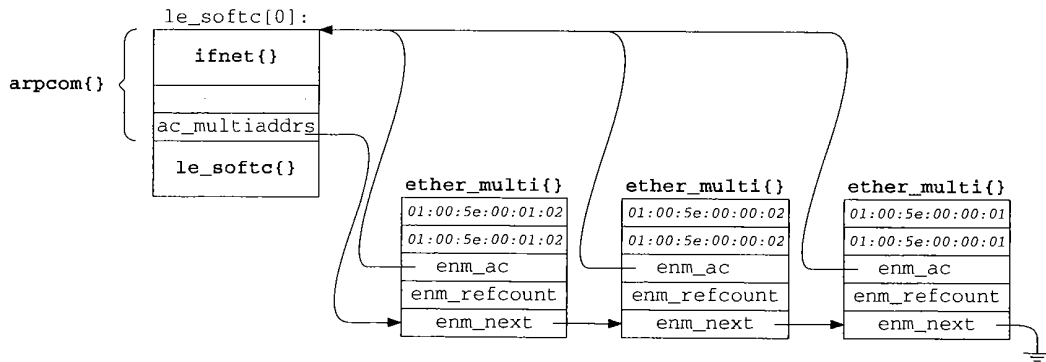 le_softc[0]:
ifnet{}
arpcom{}
ac_multiaddrs
le_softc{}
ether_multi{} ether_multi{} ether_multi{}
01:00:5e:00:01:02 01:00:5e:00:00:02 01:00:5e:00:00:01
01:00:5e:00:01:02 01:00:5e:00:00:02 01:00:5e:00:00:01
enm_ac enm_ac enm_ac
enm_refcount enm_refcount enm_refcount
enm_next enm_next enm_next